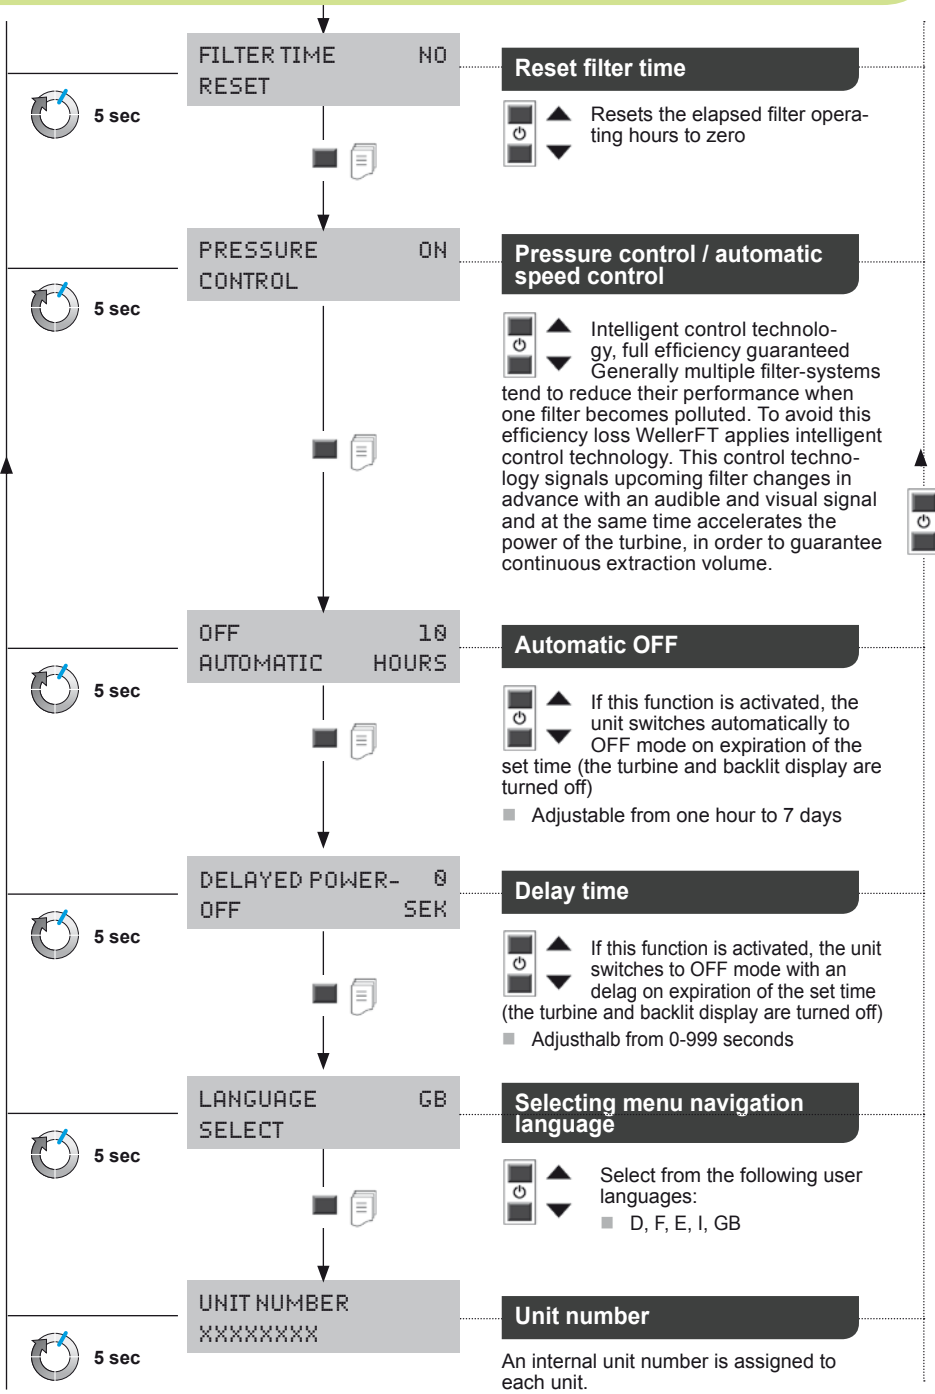 FILTER TIME NO
RESET
5 sec
Reset filter time
Resets the elapsed filter opera-
ting hours to zero
PRESSURE ON
CONTROL
5 sec
Pressure control / automatic
speed control
Intelligent control technolo-
gy, full efficiency guaranteed
Generally multiple filter-systems
tend to reduce their performance when
one filter becomes polluted. To avoid this
efficiency loss WellerFT applies intelligent
control technology. This control techno-
logy signals upcoming filter changes in
advance with an audible and visual signal
and at the same time accelerates the
power of the turbine, in order to guarantee
continuous extraction volume.
OFF 10
AUTOMATIC HOURS
5 sec
Automatic OFF
If this function is activated, the
unit switches automatically to
OFF mode on expiration of the
set time (the turbine and backlit display are
turned off)
Adjustable from one hour to 7 days
DELAYED POWER- 0
OFF SEK
5 sec
Delay time
If this function is activated, the unit
switches to OFF mode with an
delag on expiration of the set time
(the turbine and backlit display are turned off)
Adjusthalb from 0-999 seconds
LANGUAGE GB
SELECT
5 sec
Selecting menu navigation
language
Select from the following user
languages:
D, F, E, I, GB
UNIT NUMBER
XXXXXXXX
5 sec
Unit number
An internal unit number is assigned to
each unit.